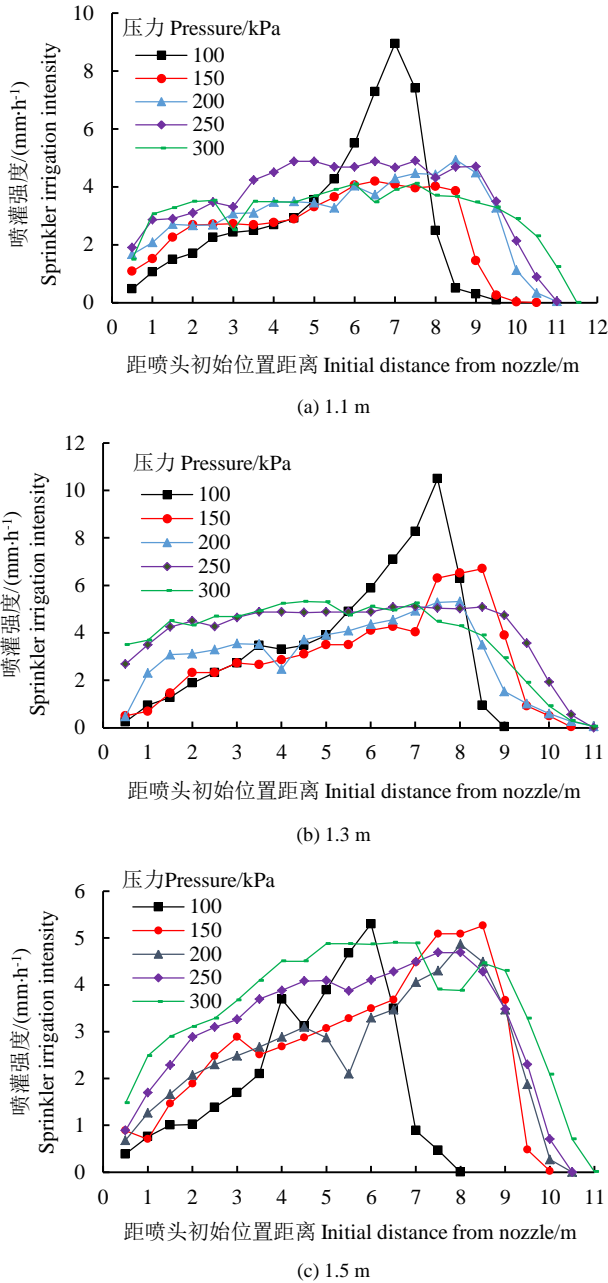 压力 Pressure/kPa
100
150
200
250
300
喷灌强度/(mm·h⁻¹)
Sprinkler irrigation intensity
10
8
6
4
2
0
0 1 2 3 4 5 6 7 8 9 10 11 12
距喷头初始位置距离 Initial distance from nozzle/m
(a) 1.1 m
压力 Pressure/kPa
100
150
200
250
300
喷灌强度/(mm·h⁻¹)
Sprinkler irrigation intensity
12
10
8
6
4
2
0
0 1 2 3 4 5 6 7 8 9 10 11
距喷头初始位置距离 Initial distance from nozzle/m
(b) 1.3 m
压力Pressure/kPa
100
150
200
250
300
喷灌强度/(mm·h⁻¹)
Sprinkler irrigation intensity
6
5
4
3
2
1
0
0 1 2 3 4 5 6 7 8 9 10 11
距喷头初始位置距离 Initial distance from nozzle/m
(c) 1.5 m